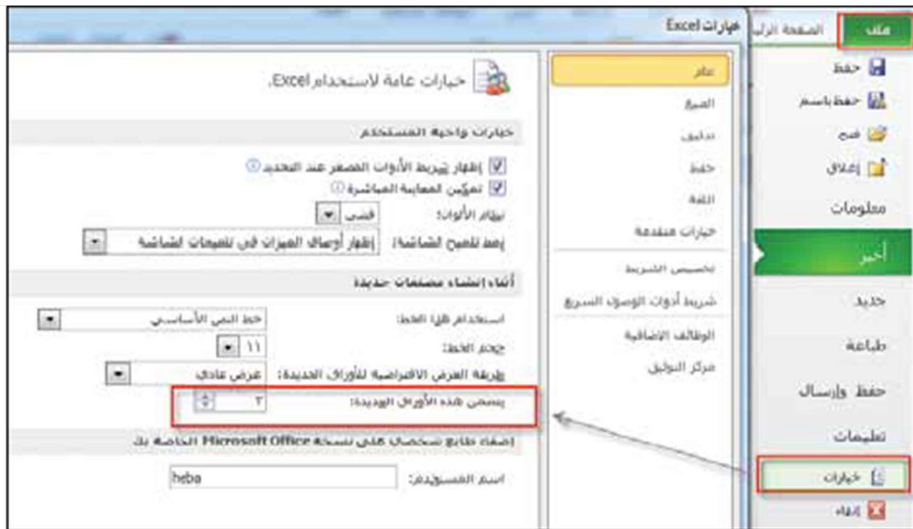 ملف
الصفحة الرئي
حفظ
حفظ باسم
فتح
إغلاق
معلومات
أخير
جديد
طباعة
حفظ وإرسال
تعليمات
خيارات
إنهاء
خيارات Excel
عام
الصيغ
تدقيق
حفظ
اللغة
خيارات متقدمة
تخصيص الشريط
شريط أدوات الوصول السريع
الوظائف الإضافية
مركز التوثيق
خيارات عامة لاستخدام Excel.
خيارات واجهة المستخدم
إظهار شريط الأدوات المصغر عند التحديد
تمكين المعاينة المباشرة
نظام الألوان: فضي
نمط تلميح الشاشة: إظهار أوصاف الميزات في تلميحات الشاشة
أثناء إنشاء مصنفات جديدة
استخدام هذا الخط: خط النص الأساسي
حجم الخط: ١١
طريقة العرض الافتراضية للأوراق الجديدة: عرض عادي
يتضمن هذه الأوراق العديدة: ٣
إضفاء طابع شخصي على نسخة Microsoft Office الخاصة بك
اسم المستخدم: heba